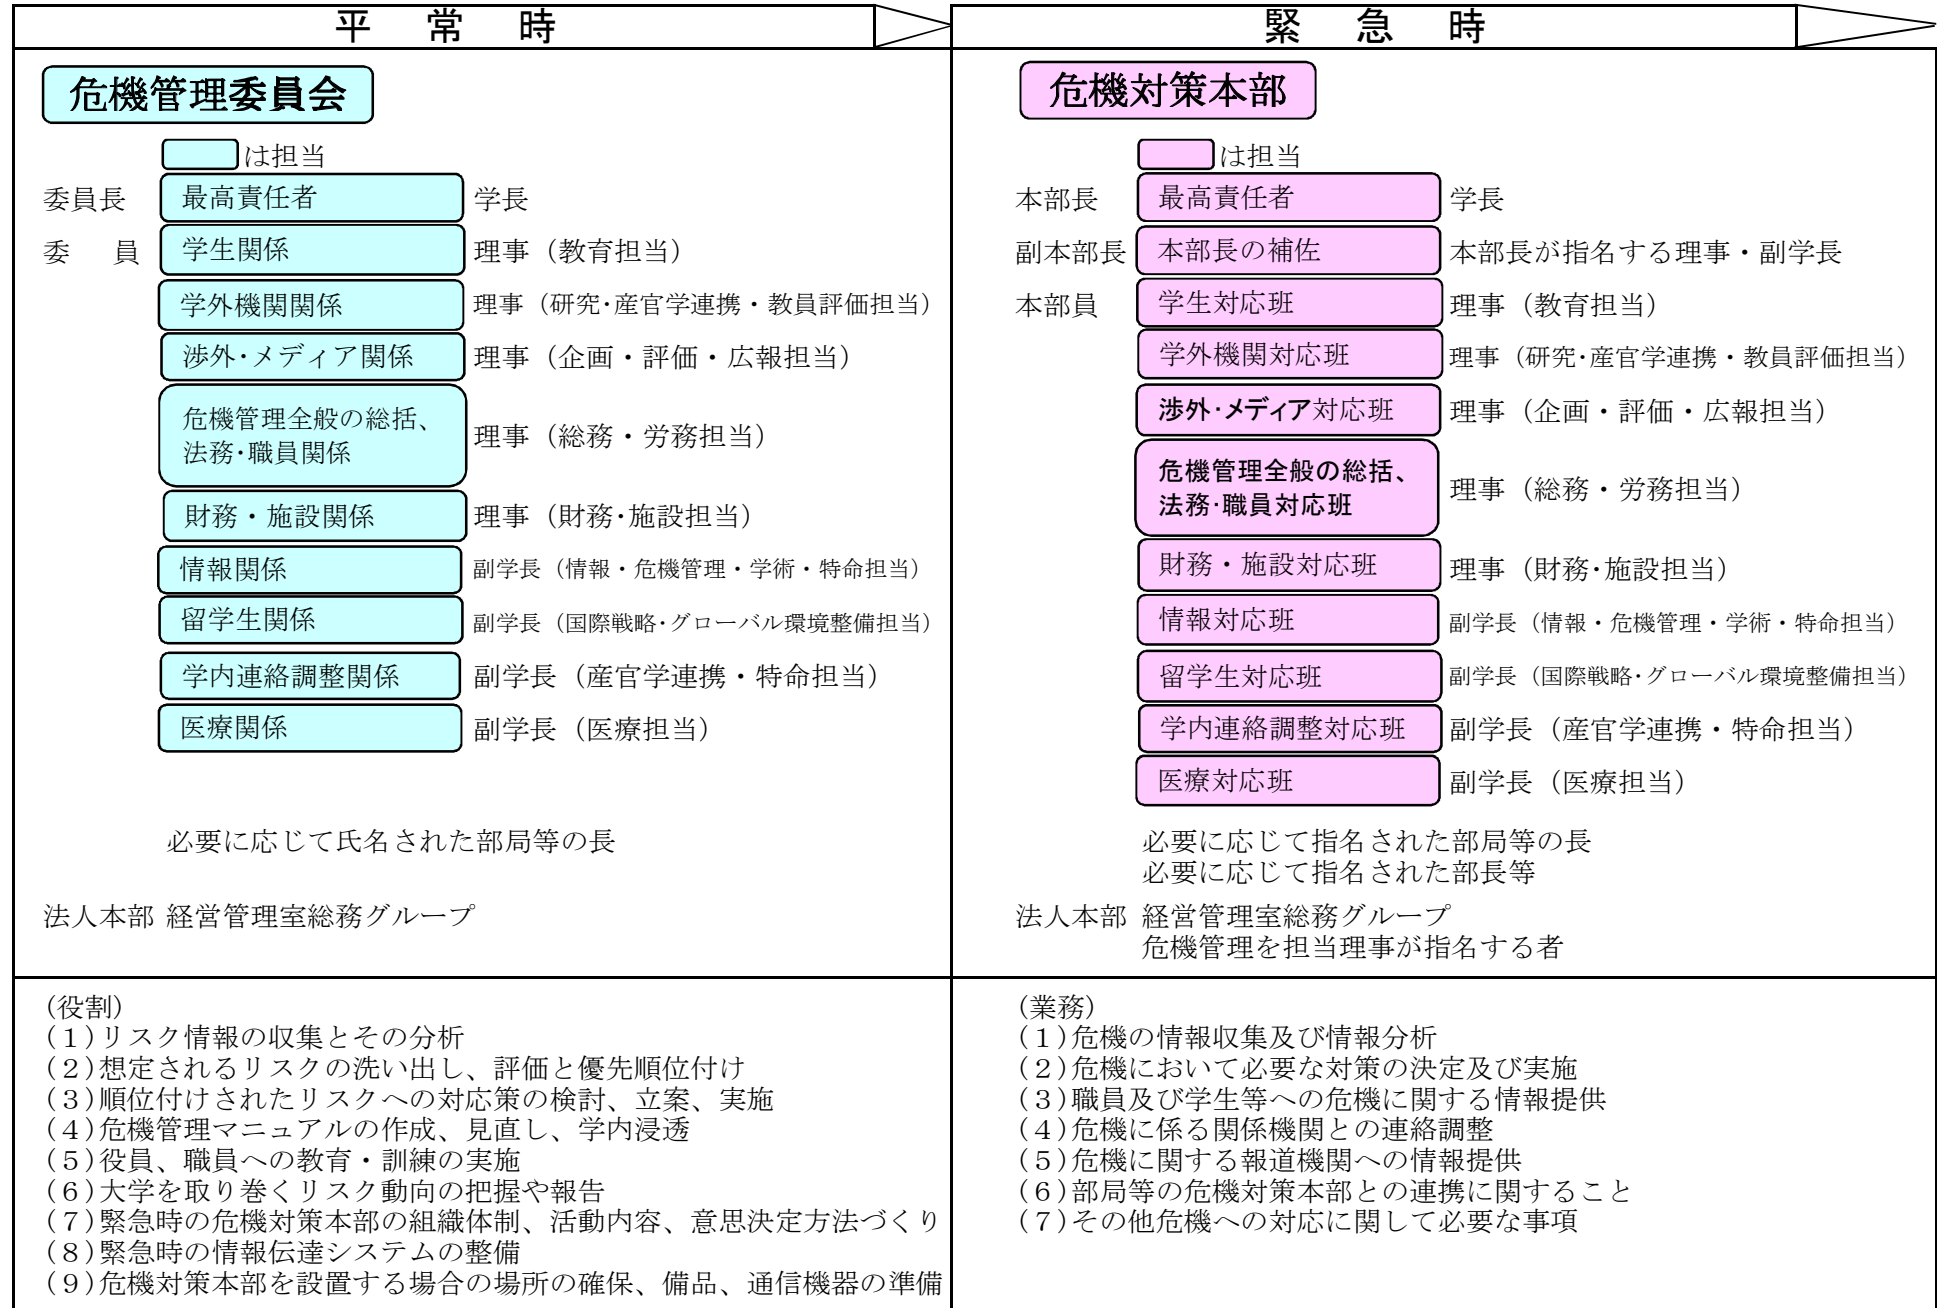 平常時
危機管理委員会
は担当
委員長 最高責任者 学長
委員 学生関係 理事（教育担当）
学外機関関係 理事（研究・産官学連携・教員評価担当）
渉外・メディア関係 理事（企画・評価・広報担当）
危機管理全般の総括、
法務・職員関係 理事（総務・労務担当）
財務・施設関係 理事（財務・施設担当）
情報関係 副学長（情報・危機管理・学術・特命担当）
留学生関係 副学長（国際戦略・グローバル環境整備担当）
学内連絡調整関係 副学長（産官学連携・特命担当）
医療関係 副学長（医療担当）
必要に応じて氏名された部局等の長
法人本部 経営管理室総務グループ
（役割）
（１）リスク情報の収集とその分析
（２）想定されるリスクの洗い出し、評価と優先順位付け
（３）順位付けされたリスクへの対応策の検討、立案、実施
（４）危機管理マニュアルの作成、見直し、学内浸透
（５）役員、職員への教育・訓練の実施
（６）大学を取り巻くリスク動向の把握や報告
（７）緊急時の危機対策本部の組織体制、活動内容、意思決定方法づくり
（８）緊急時の情報伝達システムの整備
（９）危機対策本部を設置する場合の場所の確保、備品、通信機器の準備
緊急時
危機対策本部
は担当
本部長 最高責任者 学長
副本部長 本部長の補佐 本部長が指名する理事・副学長
本部員 学生対応班 理事（教育担当）
学外機関対応班 理事（研究・産官学連携・教員評価担当）
渉外・メディア対応班 理事（企画・評価・広報担当）
危機管理全般の総括、
法務・職員対応班 理事（総務・労務担当）
財務・施設対応班 理事（財務・施設担当）
情報対応班 副学長（情報・危機管理・学術・特命担当）
留学生対応班 副学長（国際戦略・グローバル環境整備担当）
学内連絡調整対応班 副学長（産官学連携・特命担当）
医療対応班 副学長（医療担当）
必要に応じて指名された部局等の長
必要に応じて指名された部長等
法人本部 経営管理室総務グループ
危機管理を担当理事が指名する者
（業務）
（１）危機の情報収集及び情報分析
（２）危機において必要な対策の決定及び実施
（３）職員及び学生等への危機に関する情報提供
（４）危機に係る関係機関との連絡調整
（５）危機に関する報道機関への情報提供
（６）部局等の危機対策本部との連携に関すること
（７）その他危機への対応に関して必要な事項